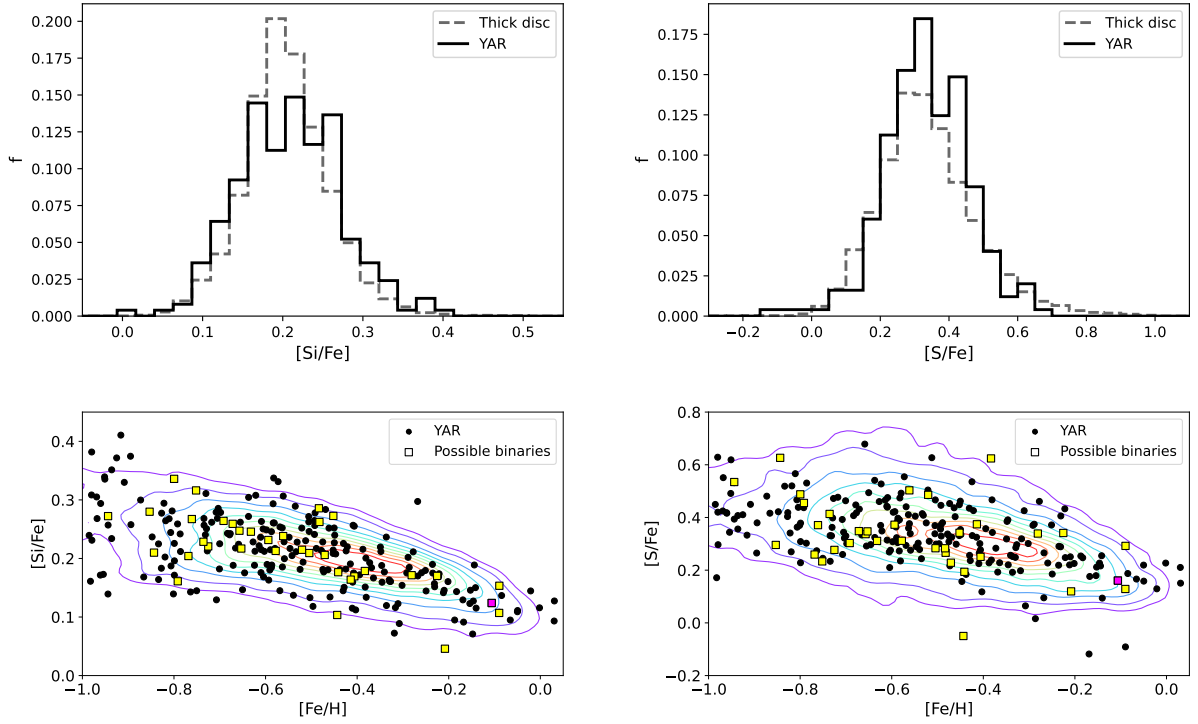 0.200
0.175
0.150
0.125
0.100
0.075
0.050
0.025
0.000
f
0.0 0.1 0.2 0.3 0.4 0.5
[Si/Fe]
Thick disc
YAR
0.175
0.150
0.125
0.100
0.075
0.050
0.025
0.000
f
−0.2 0.0 0.2 0.4 0.6 0.8 1.0
[S/Fe]
Thick disc
YAR
0.4
0.3
0.2
0.1
0.0
[Si/Fe]
−1.0 −0.8 −0.6 −0.4 −0.2 0.0
[Fe/H]
YAR
Possible binaries
0.8
0.6
0.4
0.2
0.0
−0.2
[S/Fe]
−1.0 −0.8 −0.6 −0.4 −0.2 0.0
[Fe/H]
YAR
Possible binaries